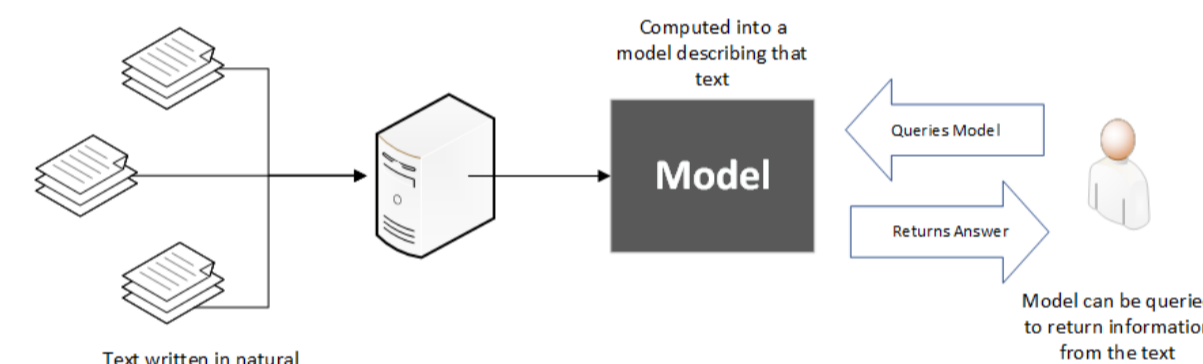 Computed into a
model describing that
text
Queries Model
Model
Returns Answer
Model can be querie
to return information
from the text
Text written in natural